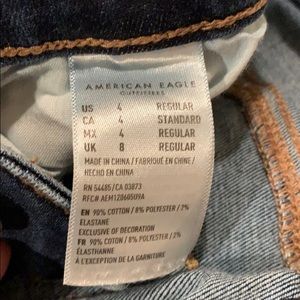 AMERICAN EAGLE
OUTFITTERS
US 4 REGULAR
CA 4 STANDARD
MX 4 REGULAR
UK 8 REGULAR
MADE IN CHINA / FABRIQUÉ EN CHINE /
HECHO EN CHINA
RN 54485/CA 03873
RFC# AEM12060509A
EN 90% COTTON / 8% POLYESTER / 2%
ELASTANE
EXCLUSIVE OF DECORATION
FR 90% COTON / 8% POLYESTER / 2%
ÉLASTHANNE
À L'EXCEPTION DE LA GARNITURE